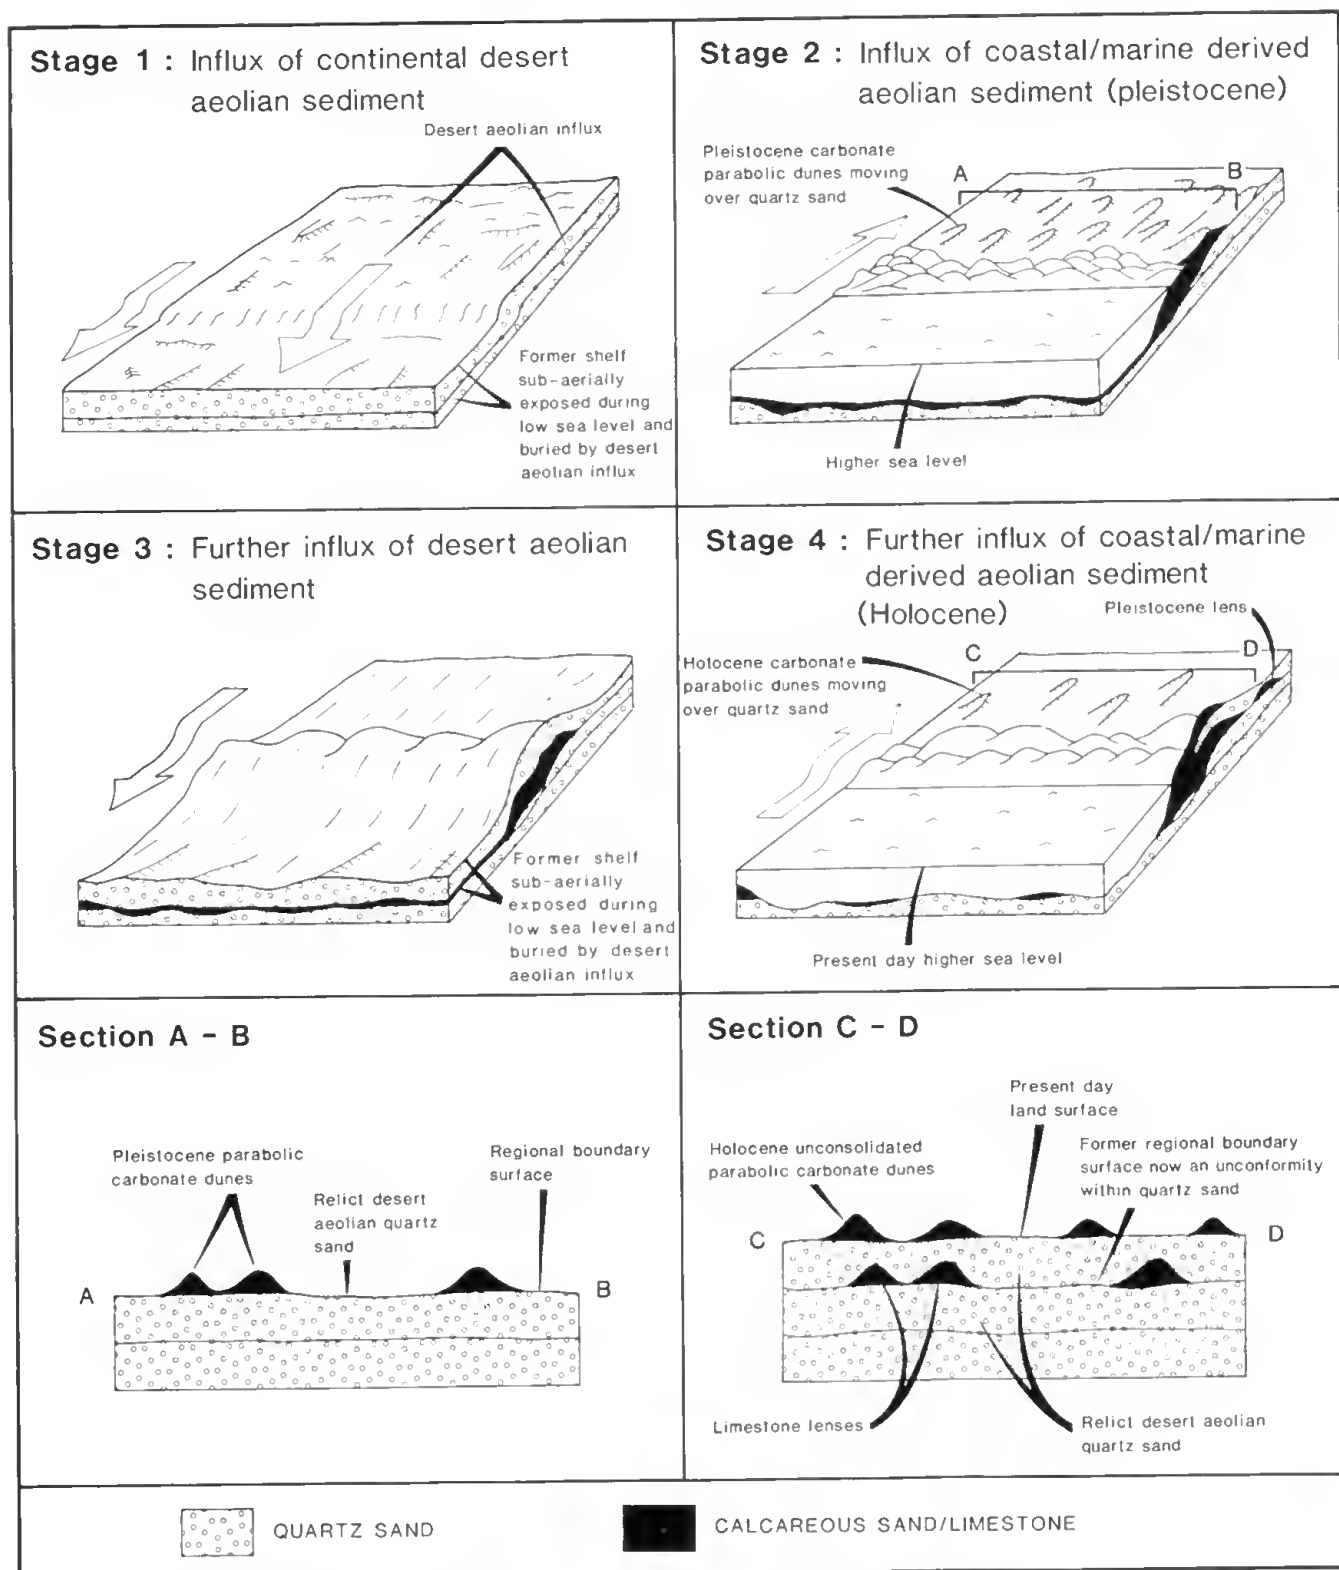 Stage 1 : Influx of continental desert
aeolian sediment
Desert aeolian influx
Former shelf
sub-aerially
exposed during
low sea level and
buried by desert
aeolian influx
Stage 2 : Influx of coastal/marine derived
aeolian sediment (pleistocene)
Pleistocene carbonate
parabolic dunes moving
over quartz sand
A
B
Higher sea level
Stage 3 : Further influx of desert aeolian
sediment
Former shelf
sub-aerially
exposed during
low sea level and
buried by desert
aeolian influx
Stage 4 : Further influx of coastal/marine
derived aeolian sediment
(Holocene)
Pleistocene lens
Holocene carbonate
parabolic dunes moving
over quartz sand
C
D
Present day higher sea level
Section A - B
Pleistocene parabolic
carbonate dunes
Relict desert
aeolian quartz
sand
Regional boundary
surface
A
B
Section C - D
Present day
land surface
Holocene unconsolidated
parabolic carbonate dunes
Former regional boundary
surface now an unconformity
within quartz sand
C
D
Limestone lenses
Relict desert aeolian
quartz sand
QUARTZ SAND
CALCAREOUS SAND/LIMESTONE